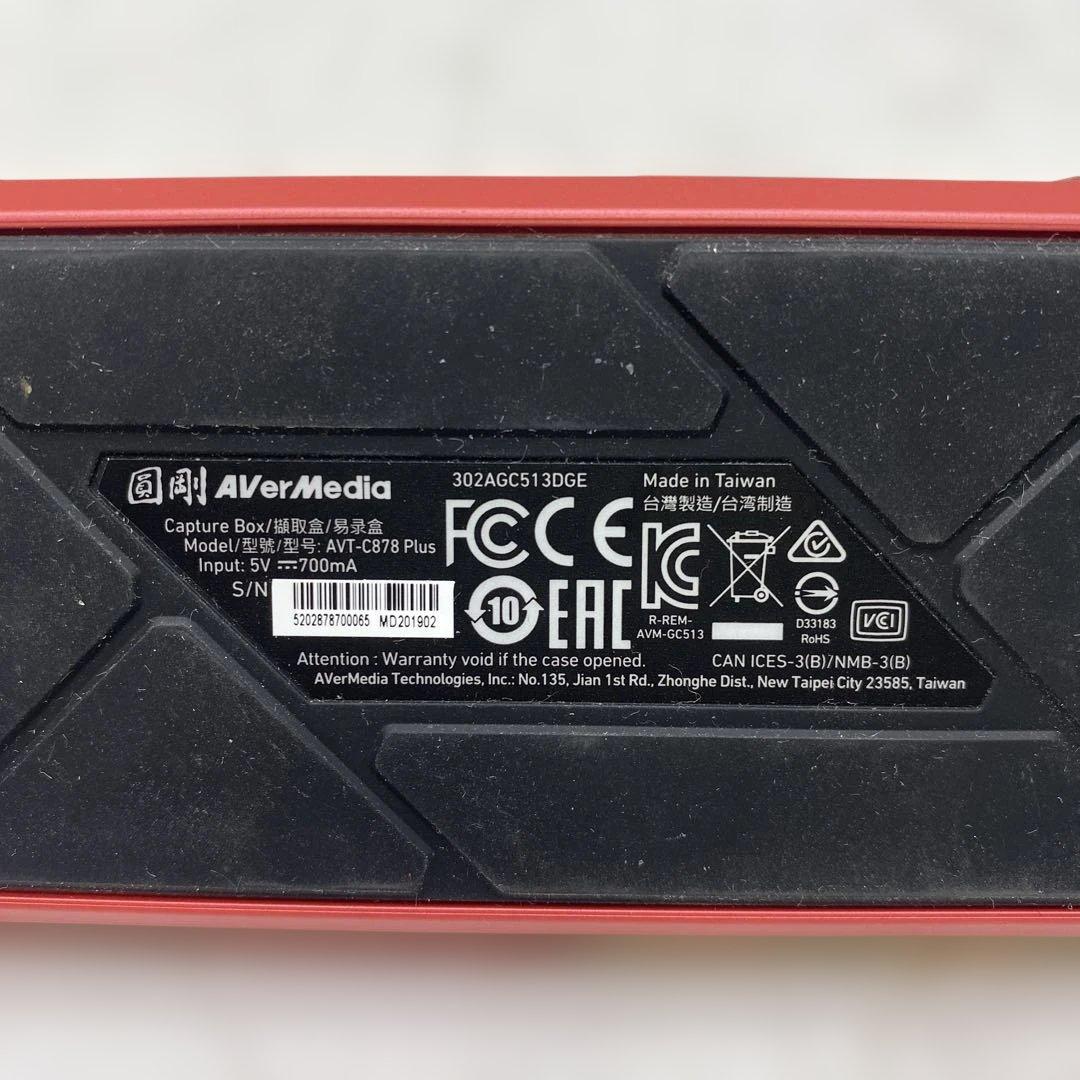 圓剛 AVerMedia
Capture Box/擷取盒/易录盒
Model/型號/型号: AVT-C878 Plus
Input: 5V ⎓700mA
S/N
5202878700065 MD201902
302AGC513DGE
FC CE
10 EAC
Made in Taiwan
台灣製造/台湾制造
KC
R-REM-
AVM-GC513
D33183
RoHS
VCI
Attention : Warranty void if the case opened.
CAN ICES-3(B)/NMB-3(B)
AVerMedia Technologies, Inc.: No.135, Jian 1st Rd., Zhonghe Dist., New Taipei City 23585, Taiwan